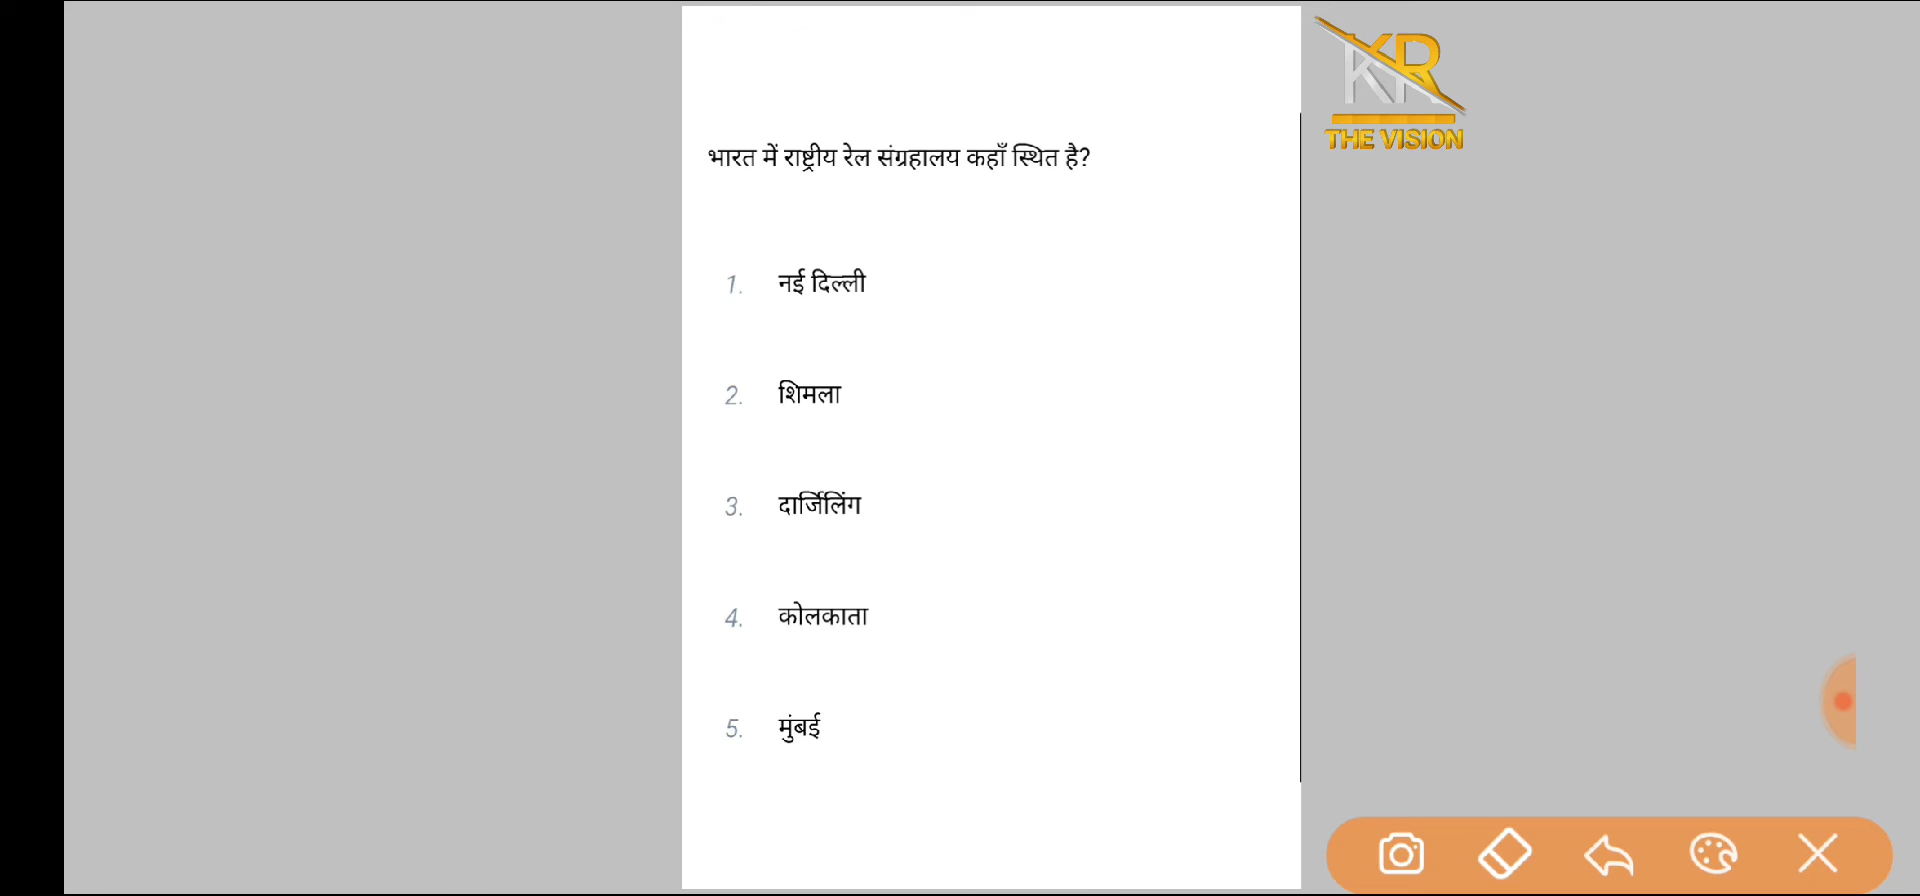 KR
THE VISION
भारत में राष्ट्रीय रेल संग्रहालय कहाँ स्थित है?
1. नई दिल्ली
2. शिमला
3. दार्जिलिंग
4. कोलकाता
5. मुंबई